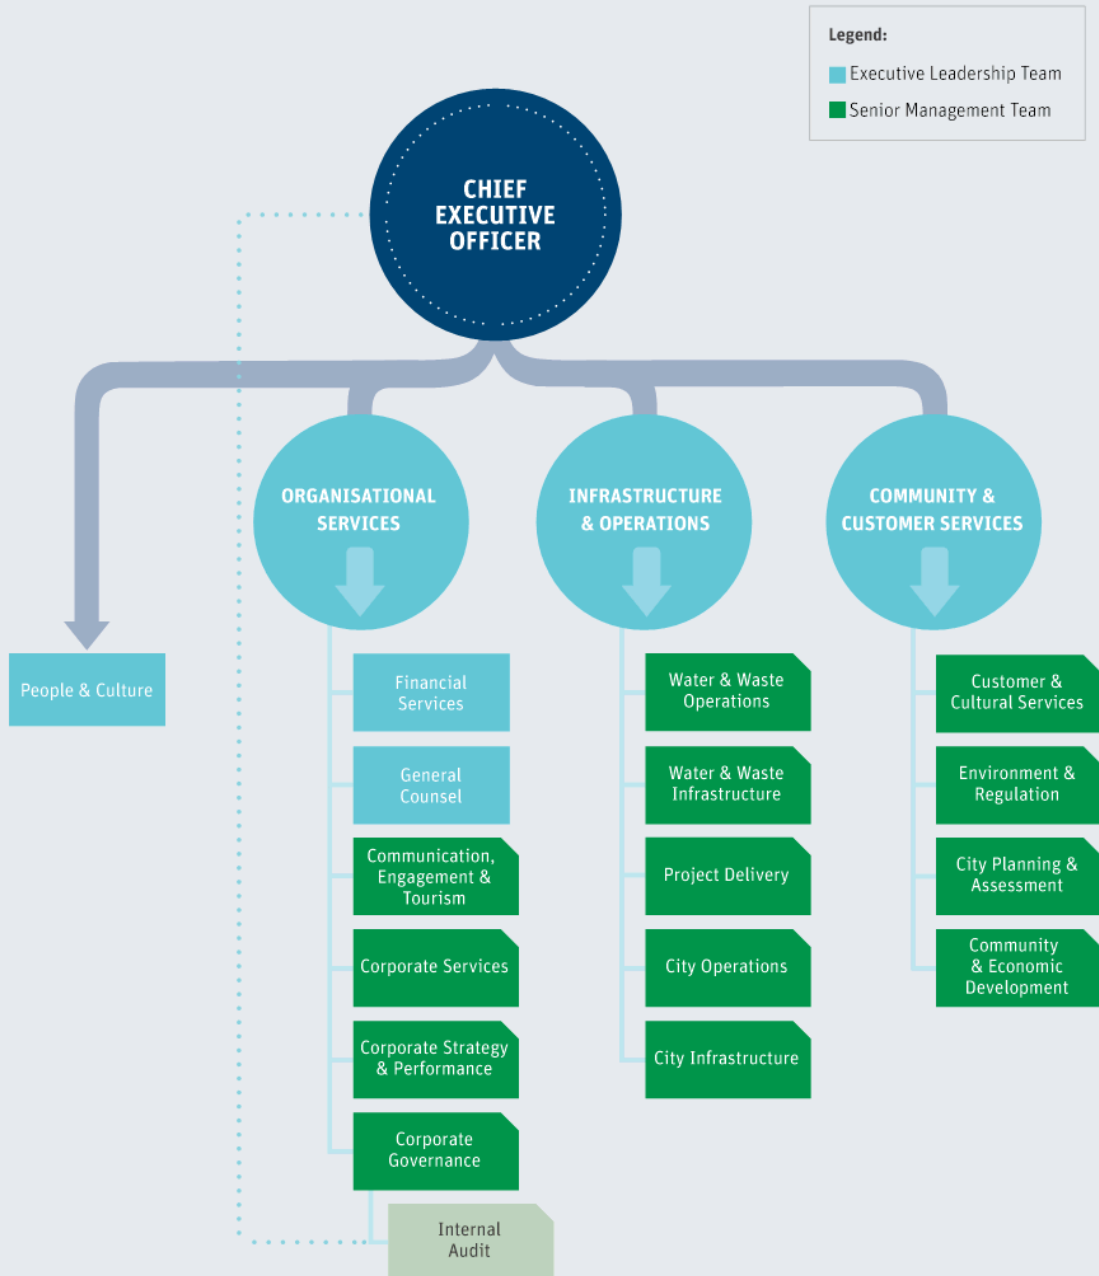 Legend:
Executive Leadership Team
Senior Management Team
CHIEF
EXECUTIVE
OFFICER
ORGANISATIONAL
SERVICES
INFRASTRUCTURE
& OPERATIONS
COMMUNITY &
CUSTOMER SERVICES
People & Culture
Financial
Services
General
Counsel
Communication,
Engagement &
Tourism
Corporate Services
Corporate Strategy
& Performance
Corporate
Governance
Internal
Audit
Water & Waste
Operations
Water & Waste
Infrastructure
Project Delivery
City Operations
City Infrastructure
Customer &
Cultural Services
Environment &
Regulation
City Planning &
Assessment
Community
& Economic
Development